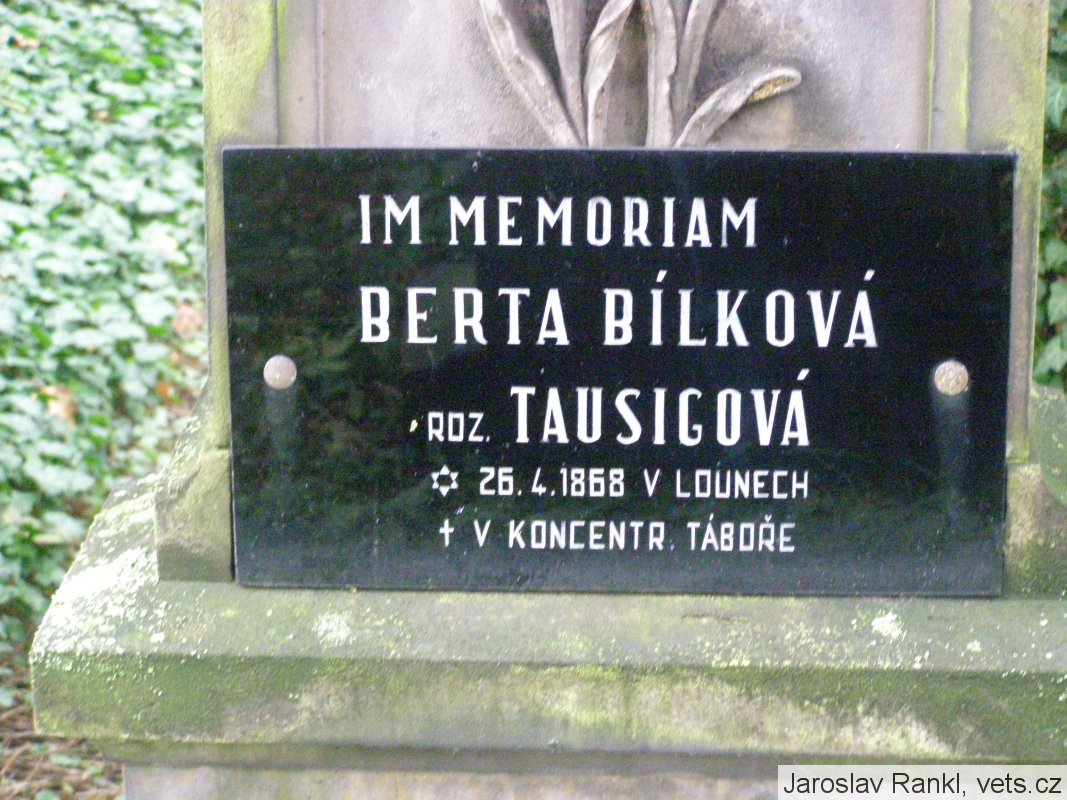 IM MEMORIAM
BERTA BÍLKOVÁ
ROZ. TAUSIGOVÁ
✡ 26. 4. 1868 V LOUNECH
✝ V KONCENTR. TÁBOŘE
Jaroslav Rankl, vets.cz